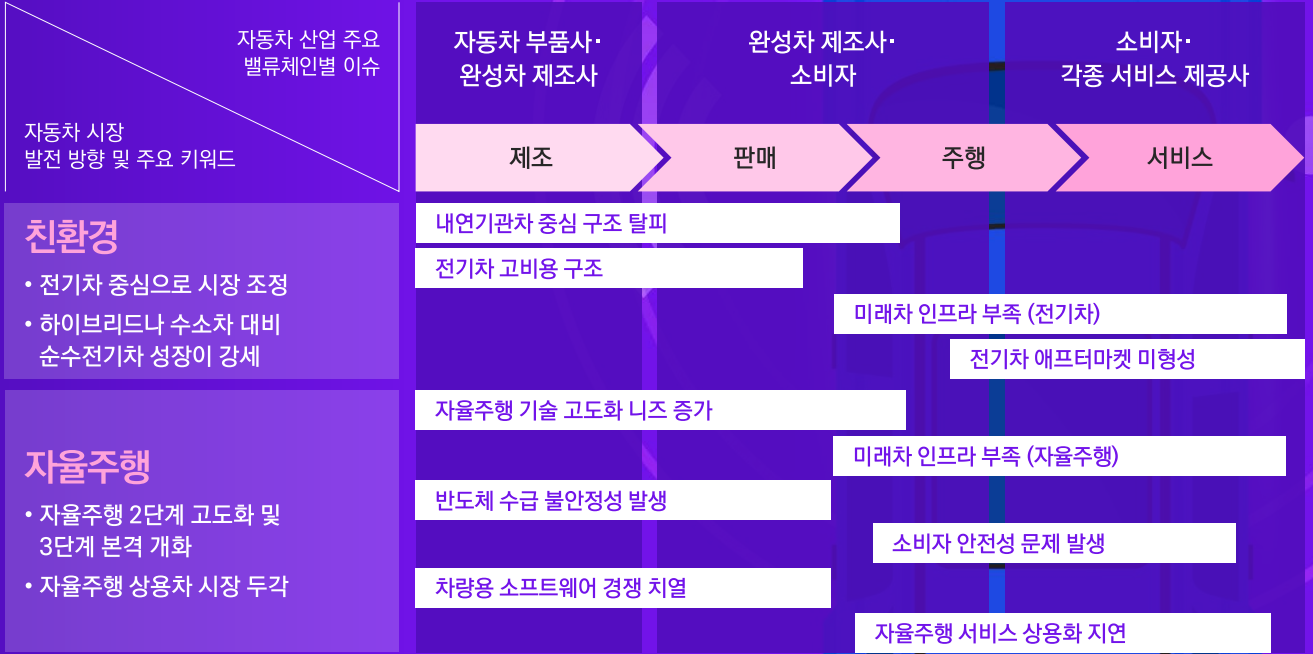 자동차 산업 주요
밸류체인별 이슈
자동차 시장
발전 방향 및 주요 키워드
자동차 부품사·
완성차 제조사
완성차 제조사·
소비자
소비자·
각종 서비스 제공사
제조
판매
주행
서비스
친환경
• 전기차 중심으로 시장 조정
• 하이브리드나 수소차 대비
순수전기차 성장이 강세
내연기관차 중심 구조 탈피
전기차 고비용 구조
미래차 인프라 부족 (전기차)
전기차 애프터마켓 미형성
자율주행
• 자율주행 2단계 고도화 및
3단계 본격 개화
• 자율주행 상용차 시장 두각
자율주행 기술 고도화 니즈 증가
미래차 인프라 부족 (자율주행)
반도체 수급 불안정성 발생
소비자 안전성 문제 발생
차량용 소프트웨어 경쟁 치열
자율주행 서비스 상용화 지연